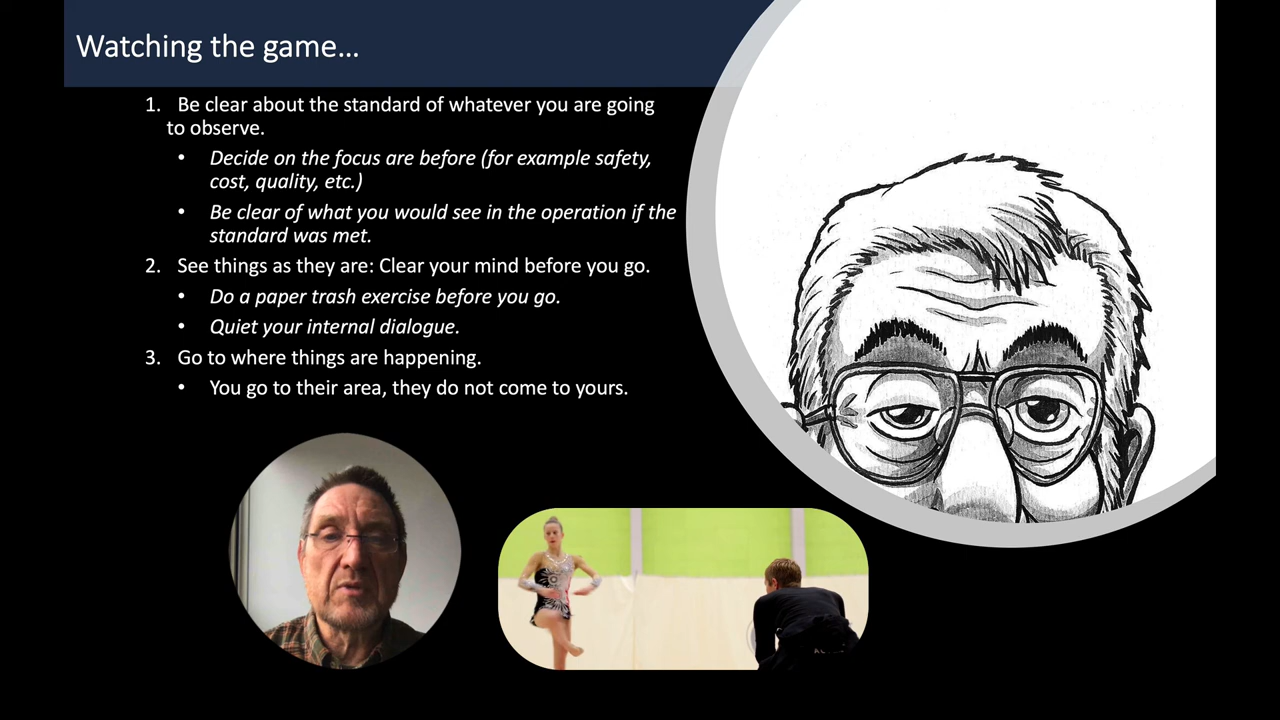 Watching the game...
1. Be clear about the standard of whatever you are going
to observe.
• Decide on the focus are before (for example safety,
cost, quality, etc.)
• Be clear of what you would see in the operation if the
standard was met.
2. See things as they are: Clear your mind before you go.
• Do a paper trash exercise before you go.
• Quiet your internal dialogue.
3. Go to where things are happening.
• You go to their area, they do not come to yours.